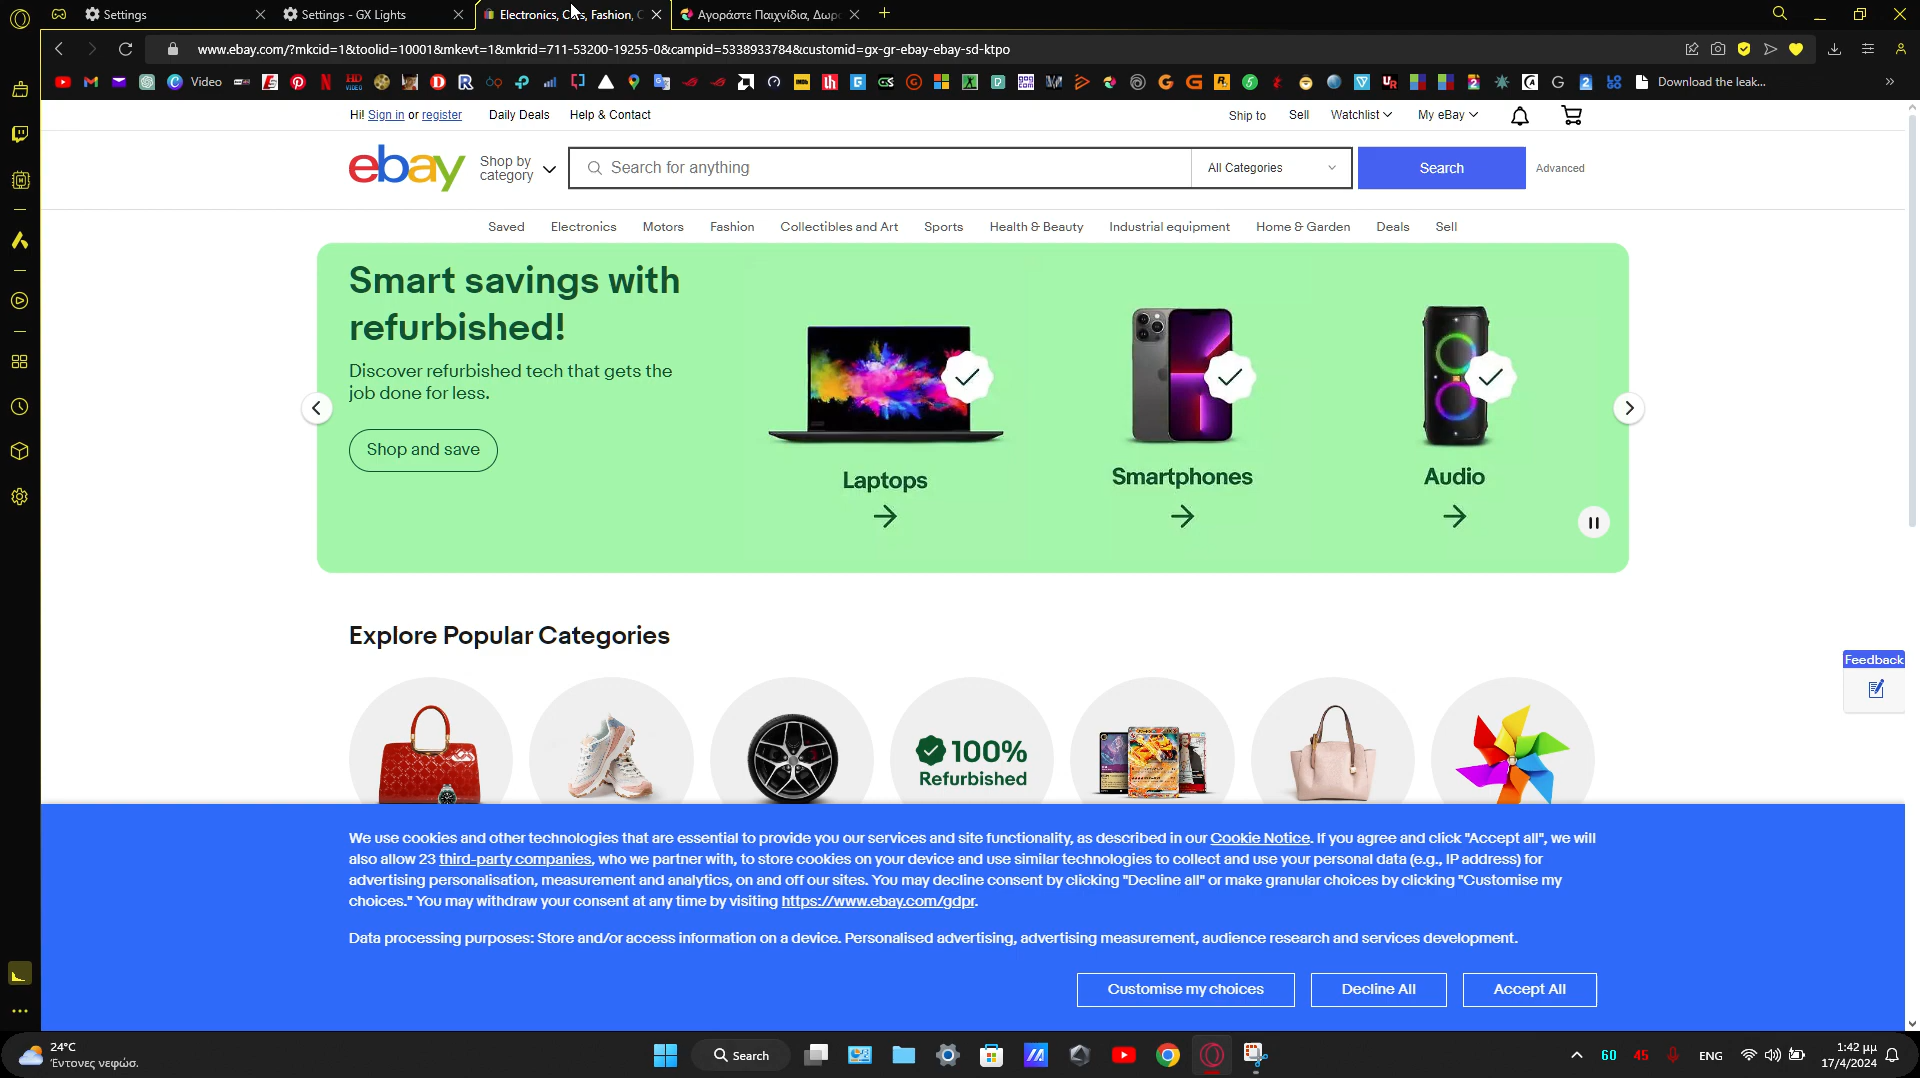 Settings
Settings - GX Lights
Αγοράστε Παιχνίδια, Δωρ
www.ebay.com/?mkcid=1&toolid=10001&mkevt=1&mkrid=711-53200-19255-0&campid=5338933784&customid=gx-gr-ebay-ebay-sd-ktpo
Video
Download the leak...
Hi! Sign in or register
Daily Deals
Help & Contact
Ship to
Sell
Watchlist
My eBay
ebay
Shop by
category
Search for anything
All Categories
Search
Advanced
Saved
Electronics
Motors
Fashion
Collectibles and Art
Sports
Health & Beauty
Industrial equipment
Home & Garden
Deals
Sell
Smart savings with
refurbished!
Discover refurbished tech that gets the
job done for less.
Shop and save
Laptops
Smartphones
Audio
Explore Popular Categories
100%
Refurbished
Feedback
We use cookies and other technologies that are essential to provide you our services and site functionality, as described in our Cookie Notice. If you agree and click "Accept all", we will
also allow 23 third-party companies, who we partner with, to store cookies on your device and use similar technologies to collect and use your personal data (e.g., IP address) for
advertising personalisation, measurement and analytics, on and off our sites. You may decline consent by clicking "Decline all" or make granular choices by clicking "Customise my
choices." You may withdraw your consent at any time by visiting https://www.ebay.com/gdpr.
Data processing purposes: Store and/or access information on a device. Personalised advertising, advertising measurement, audience research and services development.
Customise my choices
Decline All
Accept All
24°C
Έντονες νεφώσ.
Search
60
45
ENG
1:42 μμ
17/4/2024